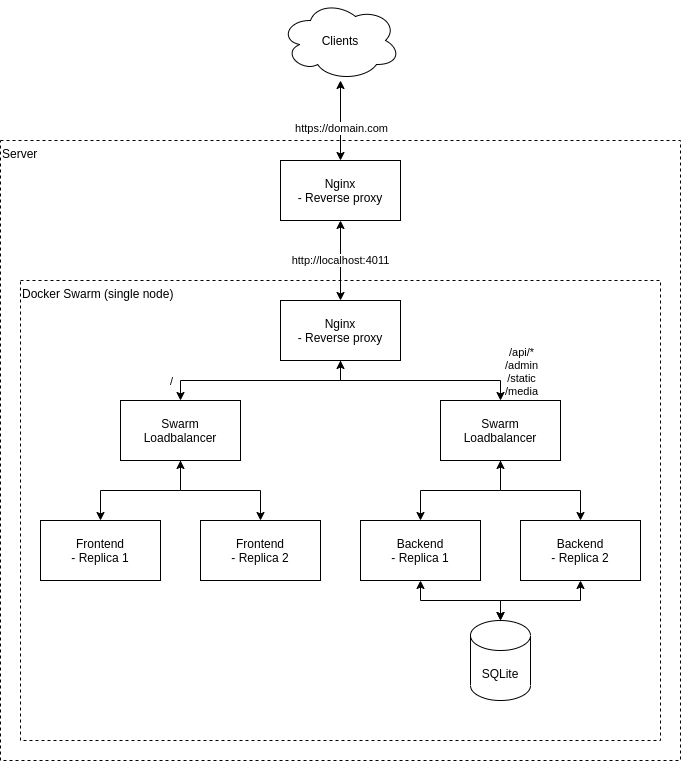 Clients
https://domain.com
Server
Nginx
- Reverse proxy
http://localhost:4011
Docker Swarm (single node)
Nginx
- Reverse proxy
/
/api/*
/admin
/static
/media
Swarm
Loadbalancer
Swarm
Loadbalancer
Frontend
- Replica 1
Frontend
- Replica 2
Backend
- Replica 1
Backend
- Replica 2
SQLite